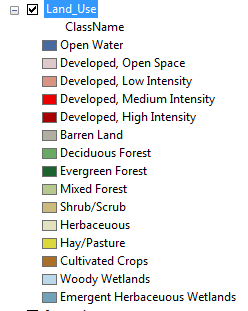 Land_Use
ClassName
Open Water
Developed, Open Space
Developed, Low Intensity
Developed, Medium Intensity
Developed, High Intensity
Barren Land
Deciduous Forest
Evergreen Forest
Mixed Forest
Shrub/Scrub
Herbaceuous
Hay/Pasture
Cultivated Crops
Woody Wetlands
Emergent Herbaceuous Wetlands